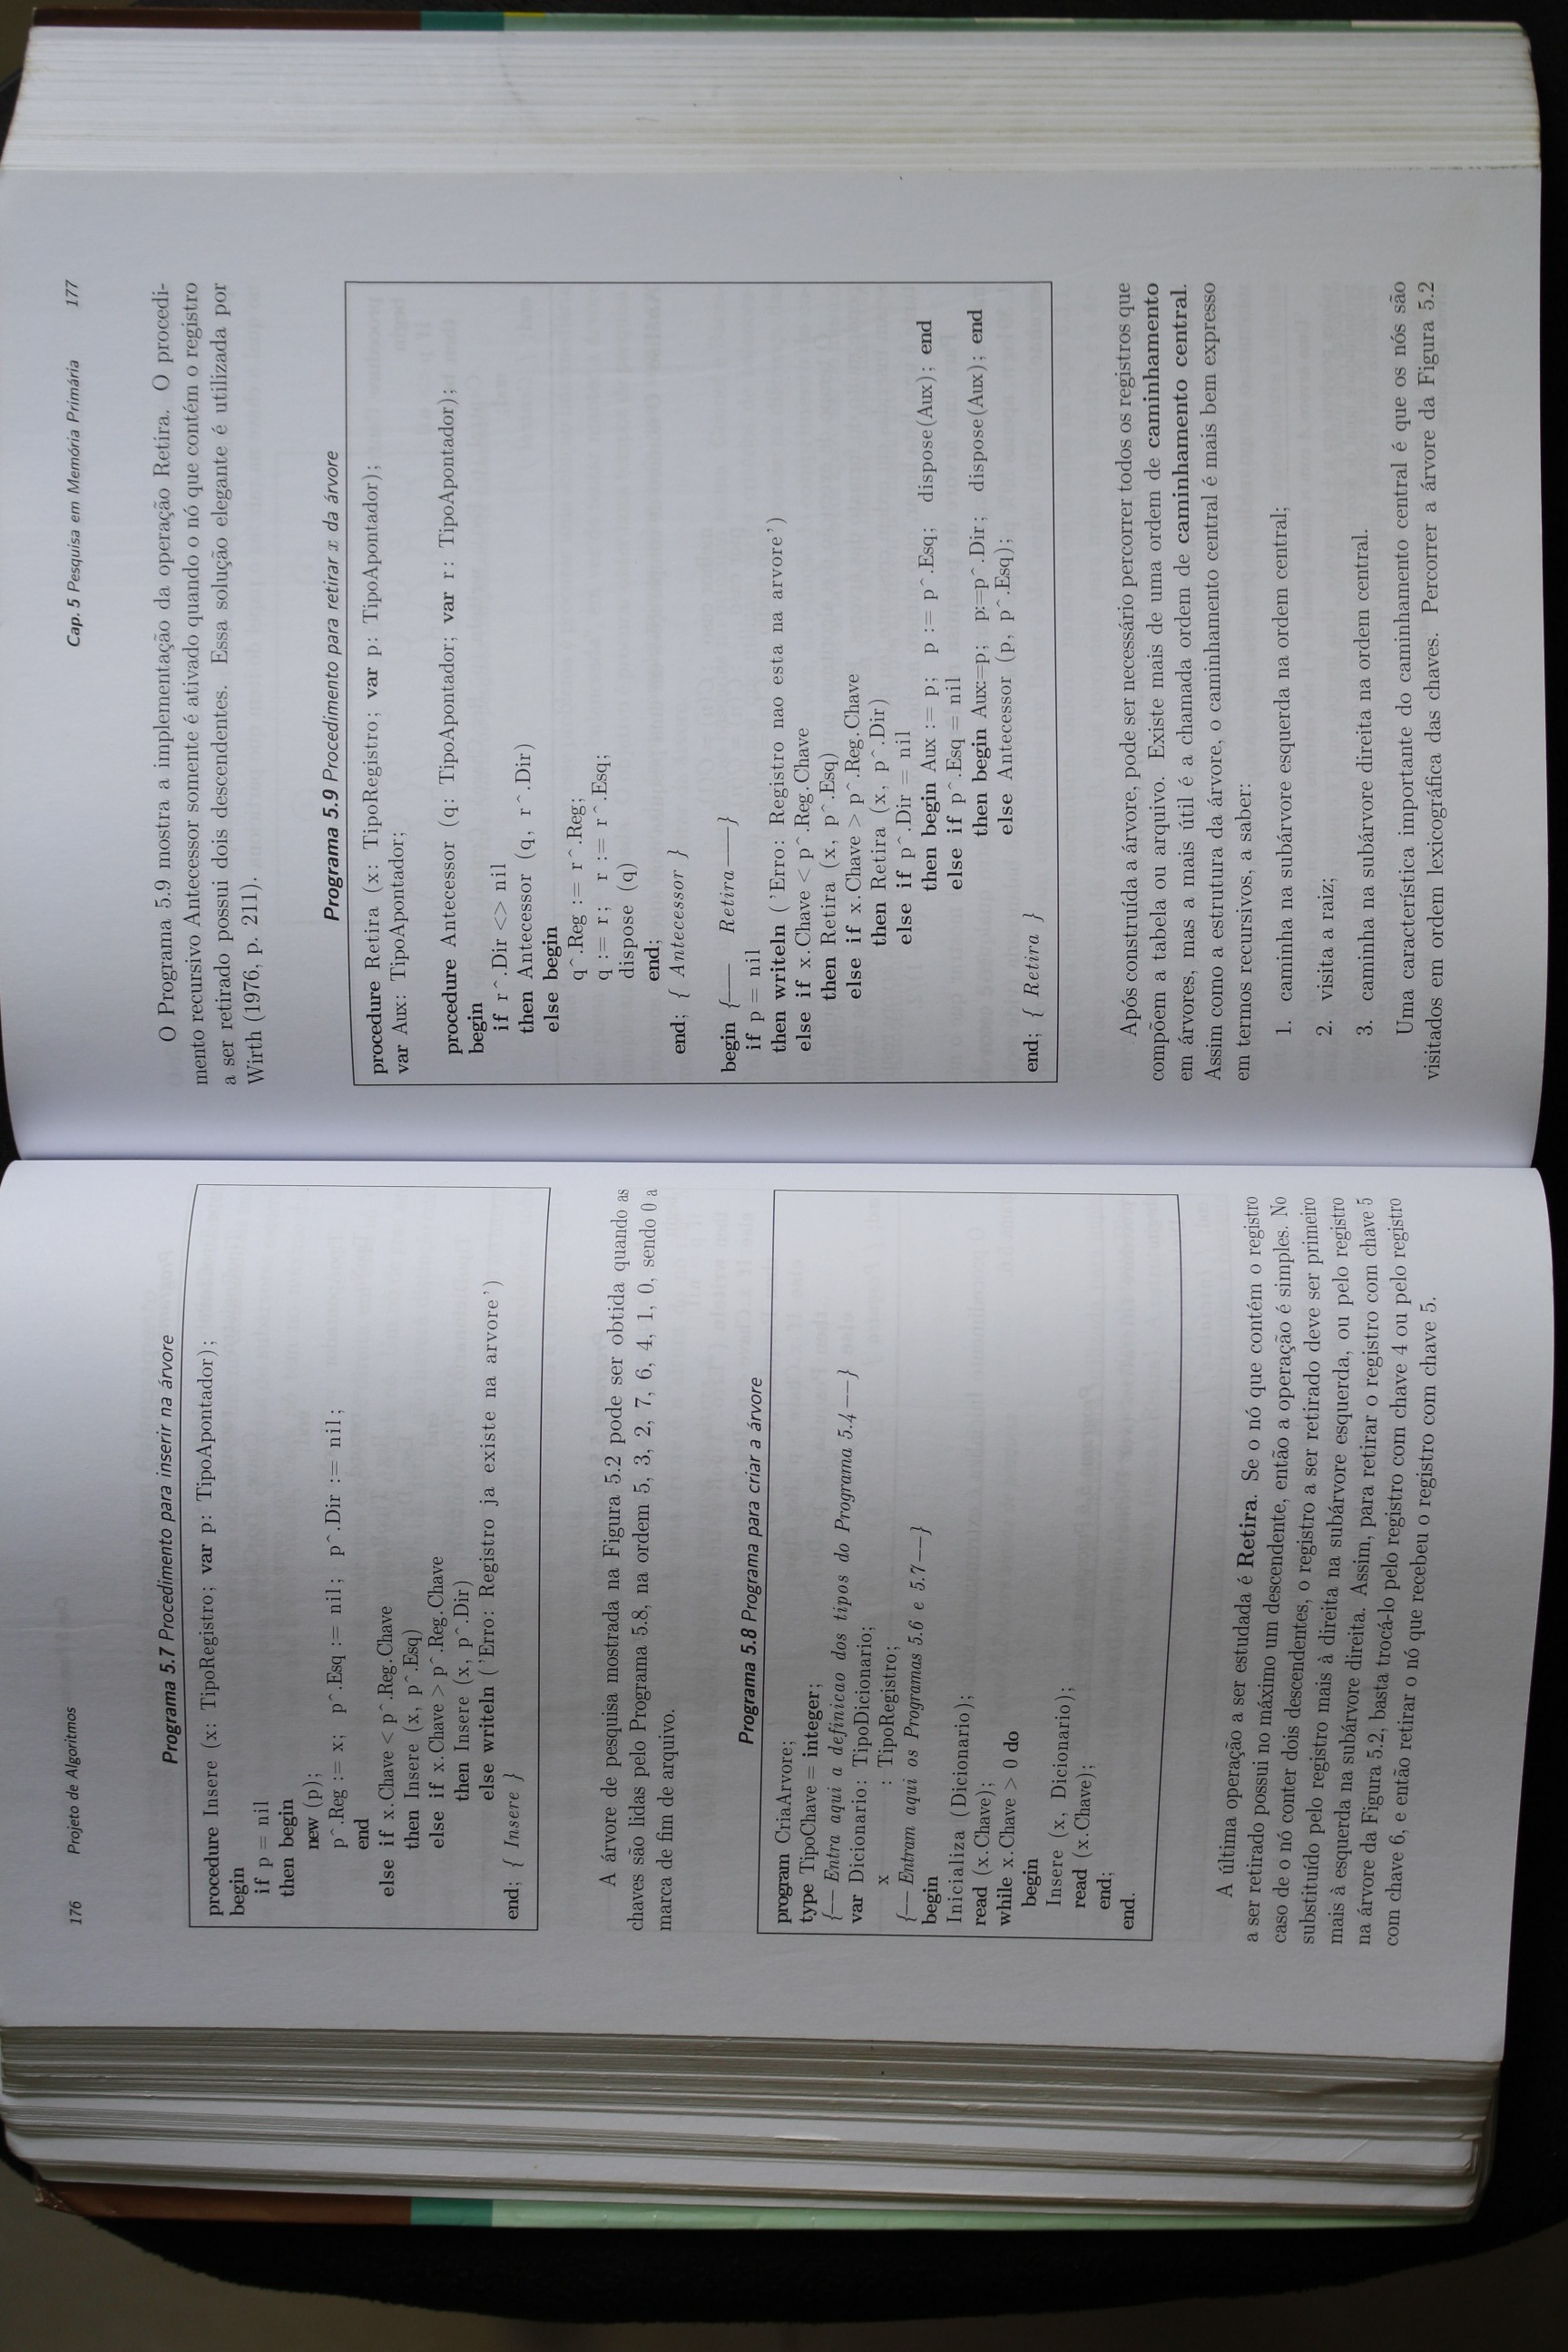 176 Projeto de Algoritmos
Programa 5.7 Procedimento para inserir na árvore
procedure Insere (x: TipoRegistro; var p: TipoApontador);
begin
if p = nil
then begin
new (p);
p^.Reg := x; p^.Esq := nil; p^.Dir := nil;
end
else if x.Chave < p^.Reg.Chave
then Insere (x, p^.Esq)
else if x.Chave > p^.Reg.Chave
then Insere (x, p^.Dir)
else writeln ('Erro: Registro ja existe na arvore')
end; { Insere }
A árvore de pesquisa mostrada na Figura 5.2 pode ser obtida quando as
chaves são lidas pelo Programa 5.8, na ordem 5, 3, 2, 7, 6, 4, 1, 0, sendo 0 a
marca de fim de arquivo.
Programa 5.8 Programa para criar a árvore
program CriaArvore;
type TipoChave = integer;
{-- Entra aqui a definicao dos tipos do Programa 5.4 --}
var Dicionario: TipoDicionario;
x : TipoRegistro;
{-- Entram aqui os Programas 5.6 e 5.7--}
begin
Inicializa (Dicionario);
read (x.Chave);
while x.Chave > 0 do
begin
Insere (x, Dicionario);
read (x.Chave);
end;
end.
A última operação a ser estudada é Retira. Se o nó que contém o registro
a ser retirado possui no máximo um descendente, então a operação é simples. No
caso de o nó conter dois descendentes, o registro a ser retirado deve ser primeiro
substituído pelo registro mais à direita na subárvore esquerda, ou pelo registro
mais à esquerda na subárvore direita. Assim, para retirar o registro com chave 5
na árvore da Figura 5.2, basta trocá-lo pelo registro com chave 4 ou pelo registro
com chave 6, e então retirar o nó que recebeu o registro com chave 5.
Cap. 5 Pesquisa em Memória Primária 177
O Programa 5.9 mostra a implementação da operação Retira. O procedi-
mento recursivo Antecessor somente é ativado quando o nó que contém o registro
a ser retirado possui dois descendentes. Essa solução elegante é utilizada por
Wirth (1976, p. 211).
Programa 5.9 Procedimento para retirar x da árvore
procedure Retira (x: TipoRegistro; var p: TipoApontador);
var Aux: TipoApontador;
procedure Antecessor (q: TipoApontador; var r: TipoApontador);
begin
if r^.Dir <> nil
then Antecessor (q, r^.Dir)
else begin
q^.Reg := r^.Reg;
q := r; r := r^.Esq;
dispose (q)
end;
end; { Antecessor }
begin {— Retira —}
if p = nil
then writeln ('Erro: Registro nao esta na arvore')
else if x.Chave < p^.Reg.Chave
then Retira (x, p^.Esq)
else if x.Chave > p^.Reg.Chave
then Retira (x, p^.Dir)
else if p^.Dir = nil
then begin Aux := p; p := p^.Esq; dispose(Aux); end
else if p^.Esq = nil
then begin Aux:=p; p:=p^.Dir; dispose(Aux); end
else Antecessor (p, p^.Esq);
end; { Retira }
Após construída a árvore, pode ser necessário percorrer todos os registros que
compõem a tabela ou arquivo. Existe mais de uma ordem de caminhamento
em árvores, mas a mais útil é a chamada ordem de caminhamento central.
Assim como a estrutura da árvore, o caminhamento central é mais bem expresso
em termos recursivos, a saber:
1. caminha na subárvore esquerda na ordem central;
2. visita a raiz;
3. caminha na subárvore direita na ordem central.
Uma característica importante do caminhamento central é que os nós são
visitados em ordem lexicográfica das chaves. Percorrer a árvore da Figura 5.2